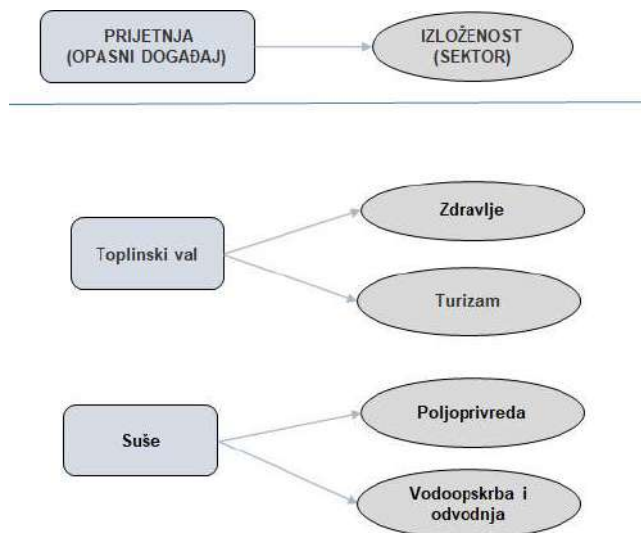 PRIJETNJA
(OPASNI DOGAĐAJ)
IZLOŽENOST
(SEKTOR)
Toplinski val
Zdravlje
Turizam
Suše
Poljoprivreda
Vodoopskrba i
odvodnja